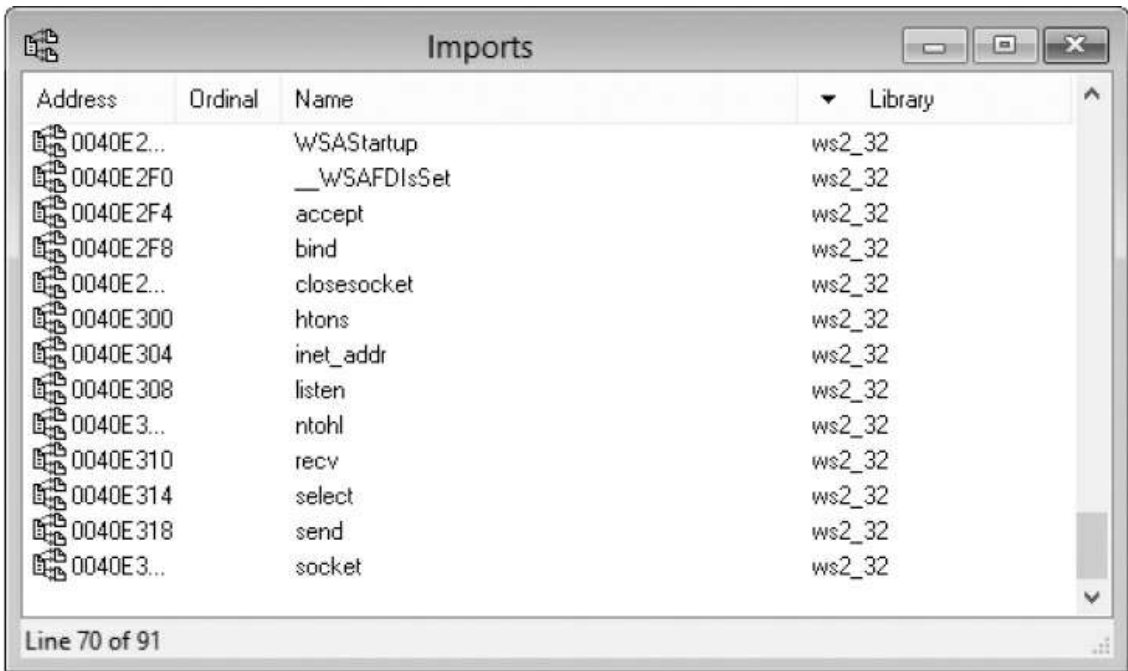 Imports
Address Ordinal Name Library
0040E2... WSAStartup ws2_32
0040E2F0 __WSAFDIsSet ws2_32
0040E2F4 accept ws2_32
0040E2F8 bind ws2_32
0040E2... closesocket ws2_32
0040E300 htons ws2_32
0040E304 inet_addr ws2_32
0040E308 listen ws2_32
0040E3... ntohl ws2_32
0040E310 recv ws2_32
0040E314 select ws2_32
0040E318 send ws2_32
0040E3... socket ws2_32
Line 70 of 91